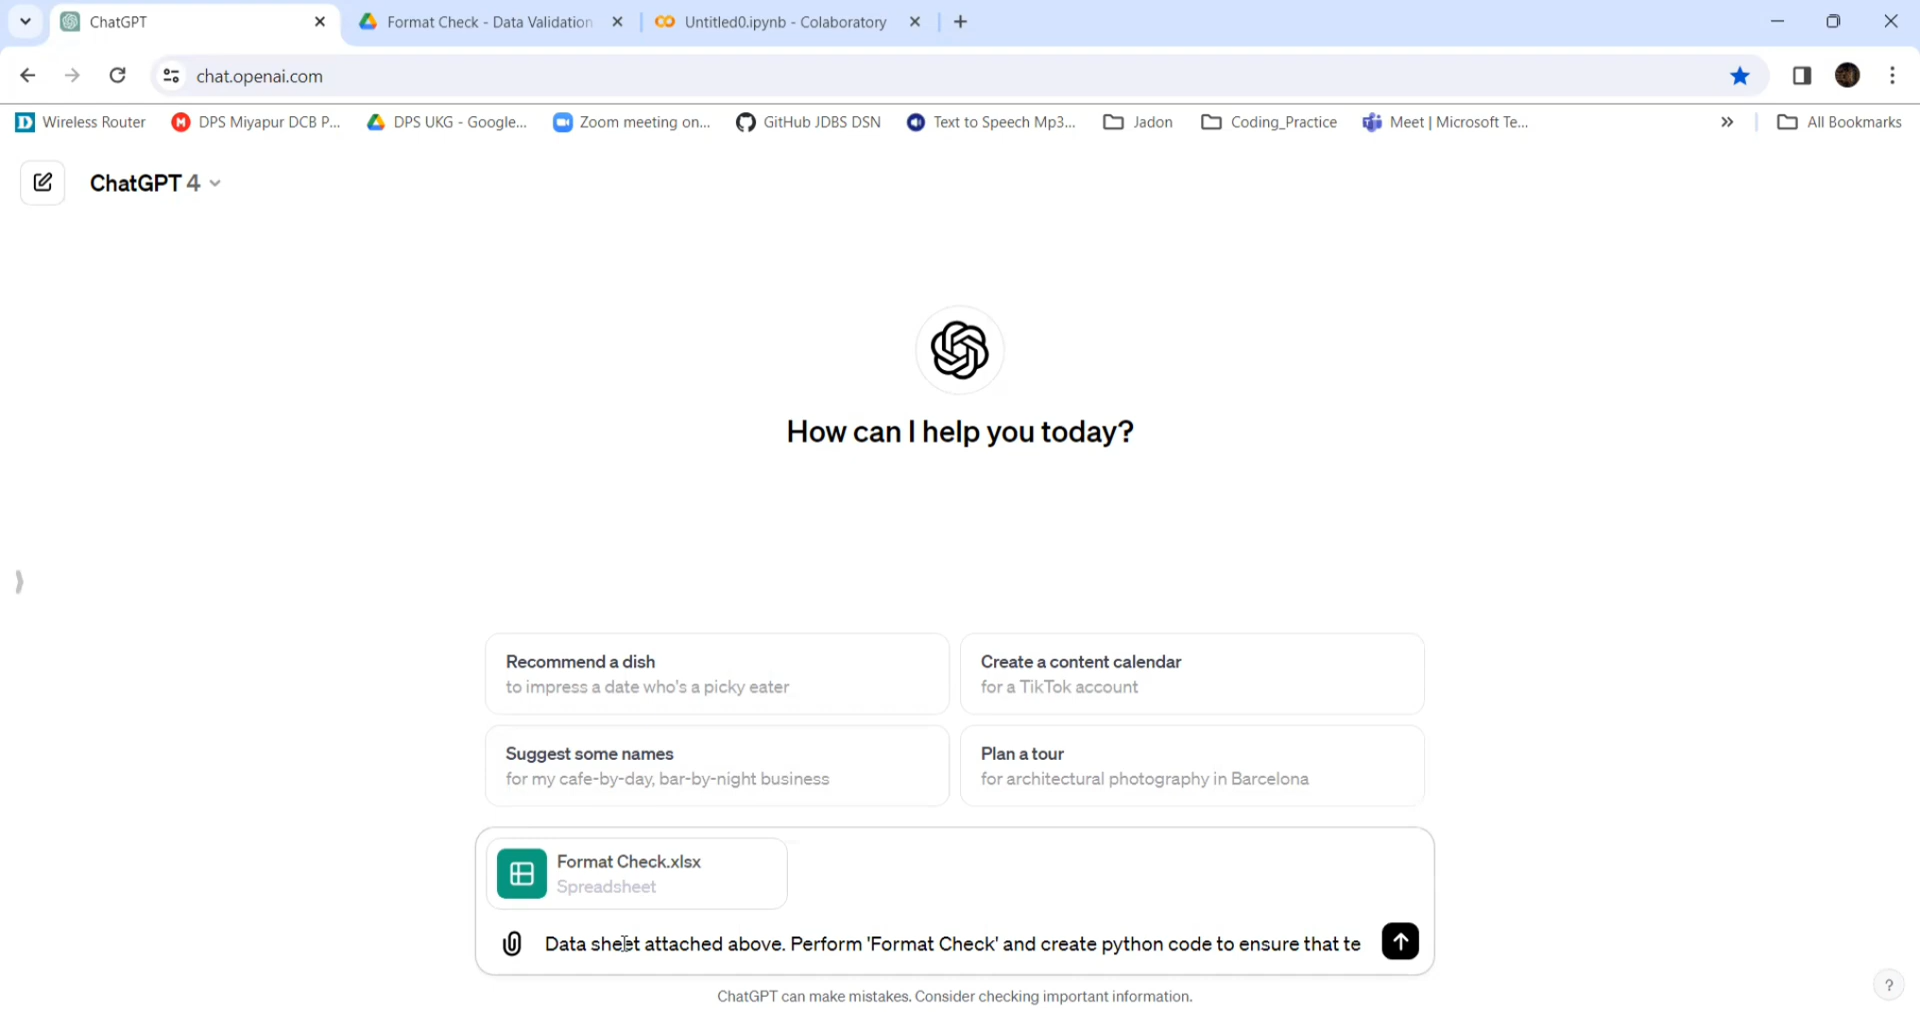 ChatGPT
Format Check - Data Validation
Untitled0.ipynb - Colaboratory
chat.openai.com
Wireless Router
DPS Miyapur DCB P...
DPS UKG - Google...
Zoom meeting on...
GitHub JDBS DSN
Text to Speech Mp3...
Jadon
Coding_Practice
Meet | Microsoft Te...
All Bookmarks
ChatGPT 4
How can I help you today?
Recommend a dish
to impress a date who's a picky eater
Create a content calendar
for a TikTok account
Suggest some names
for my cafe-by-day, bar-by-night business
Plan a tour
for architectural photography in Barcelona
Format Check.xlsx
Spreadsheet
Data sheet attached above. Perform 'Format Check' and create python code to ensure that te
ChatGPT can make mistakes. Consider checking important information.
?